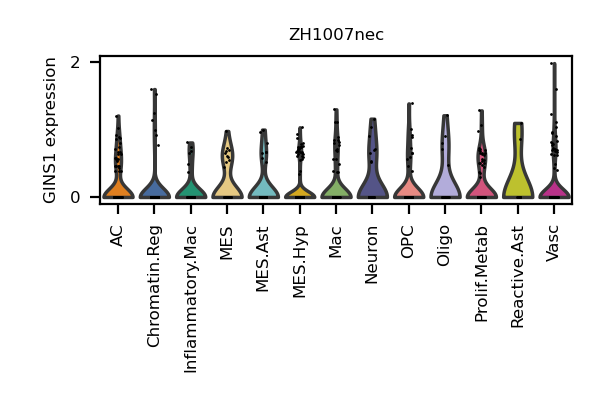 ZH1007nec
GINS1 expression
2
0
AC
Chromatin.Reg
Inflammatory.Mac
MES
MES.Ast
MES.Hyp
Mac
Neuron
OPC
Oligo
Prolif.Metab
Reactive.Ast
Vasc